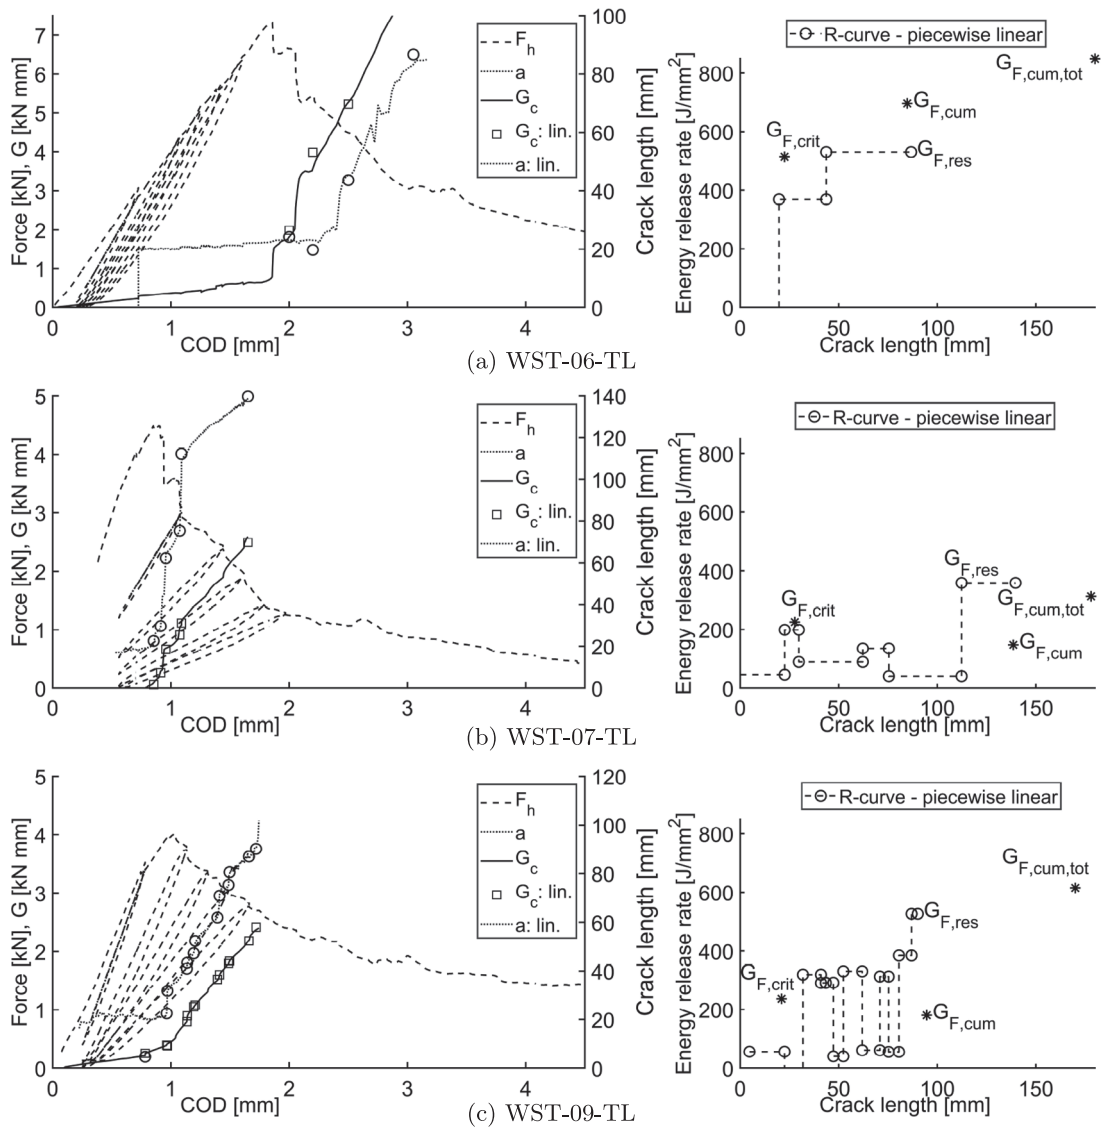 Force [kN], G [kN mm]
7
6
5
4
3
2
1
0
0 1 2 3 4
COD [mm]
100
80
60
40
20
0
Crack length [mm]
F_h
a
G_c
G_c: lin.
a: lin.
R-curve - piecewise linear
Energy release rate [J/mm²]
800
600
400
200
0
0 50 100 150
Crack length [mm]
G_F,cum,tot
G_F,cum
G_F,crit
G_F,res
(a) WST-06-TL
Force [kN], G [kN mm]
5
4
3
2
1
0
0 1 2 3 4
COD [mm]
140
120
100
80
60
40
20
0
Crack length [mm]
F_h
a
G_c
G_c: lin.
a: lin.
R-curve - piecewise linear
Energy release rate [J/mm²]
800
600
400
200
0
0 50 100 150
Crack length [mm]
G_F,res
G_F,crit
G_F,cum,tot
G_F,cum
(b) WST-07-TL
Force [kN], G [kN mm]
5
4
3
2
1
0
0 1 2 3 4
COD [mm]
120
100
80
60
40
20
0
Crack length [mm]
F_h
a
G_c
G_c: lin.
a: lin.
R-curve - piecewise linear
Energy release rate [J/mm²]
800
600
400
200
0
0 50 100 150
Crack length [mm]
G_F,cum,tot
G_F,res
G_F,crit
G_F,cum
(c) WST-09-TL